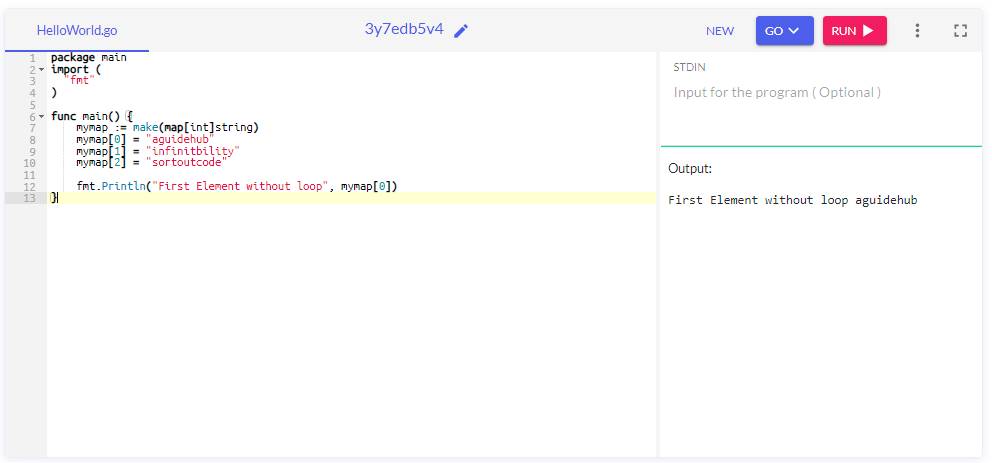 HelloWorld.go
3y7edb5v4
NEW
GO
RUN
1 package main
2 import (
3 "fmt"
4 )
5
6 func main() {
7 mymap := make(map[int]string)
8 mymap[0] = "aguidehub"
9 mymap[1] = "infinitbility"
10 mymap[2] = "sortoutcode"
11
12 fmt.Println("First Element without loop", mymap[0])
13 }
STDIN
Input for the program ( Optional )
Output:
First Element without loop aguidehub